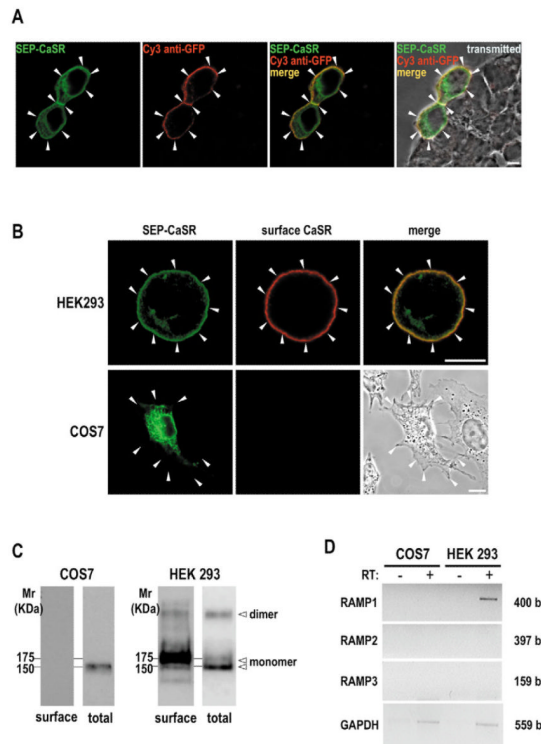 A
SEP-CaSR
Cy3 anti-GFP
SEP-CaSR
Cy3 anti-GFP
merge
SEP-CaSR transmitted
Cy3 anti-GFP
merge
B
SEP-CaSR surface CaSR merge
HEK293
COS7
C
COS7 HEK 293
Mr
(KDa)
175
150
surface total
Mr
(KDa)
175
150
dimer
monomer
surface total
D
COS7 HEK 293
RT: - + - +
RAMP1 400 b
RAMP2 397 b
RAMP3 159 b
GAPDH 559 b